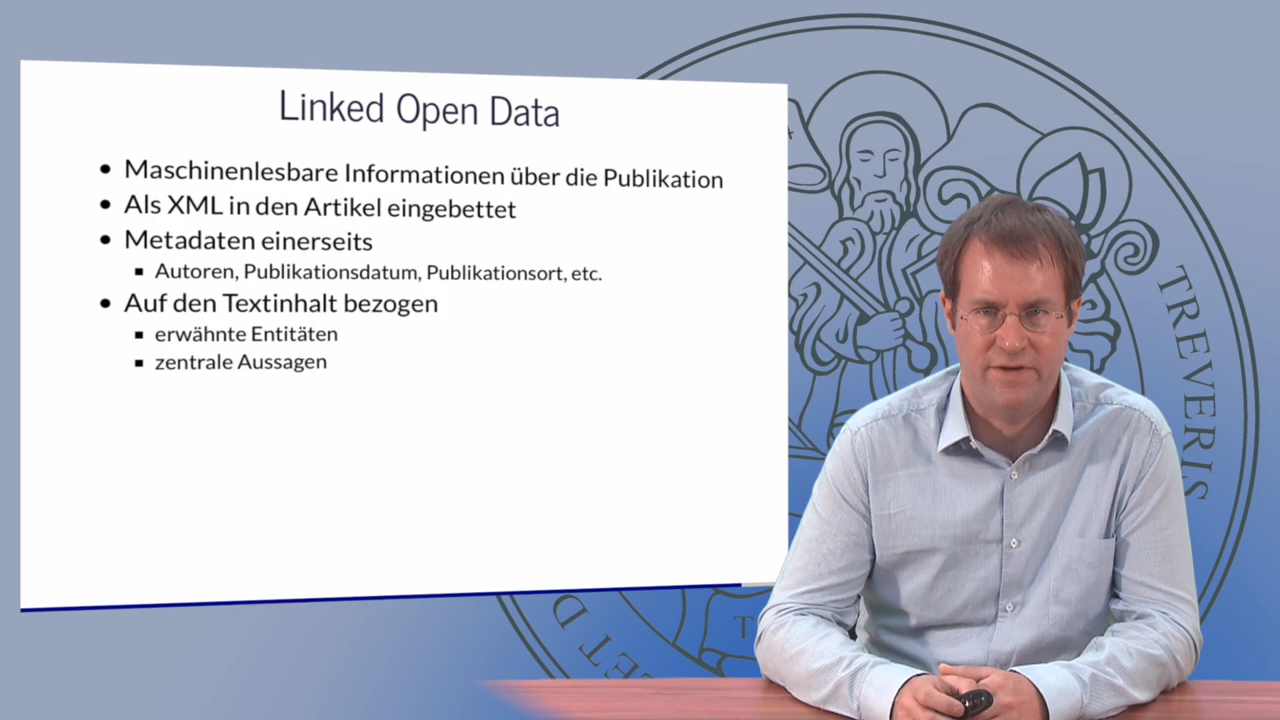 Linked Open Data
• Maschinenlesbare Informationen über die Publikation
• Als XML in den Artikel eingebettet
• Metadaten einerseits
▪ Autoren, Publikationsdatum, Publikationsort, etc.
• Auf den Textinhalt bezogen
▪ erwähnte Entitäten
▪ zentrale Aussagen
TREVERIS
ET D
T